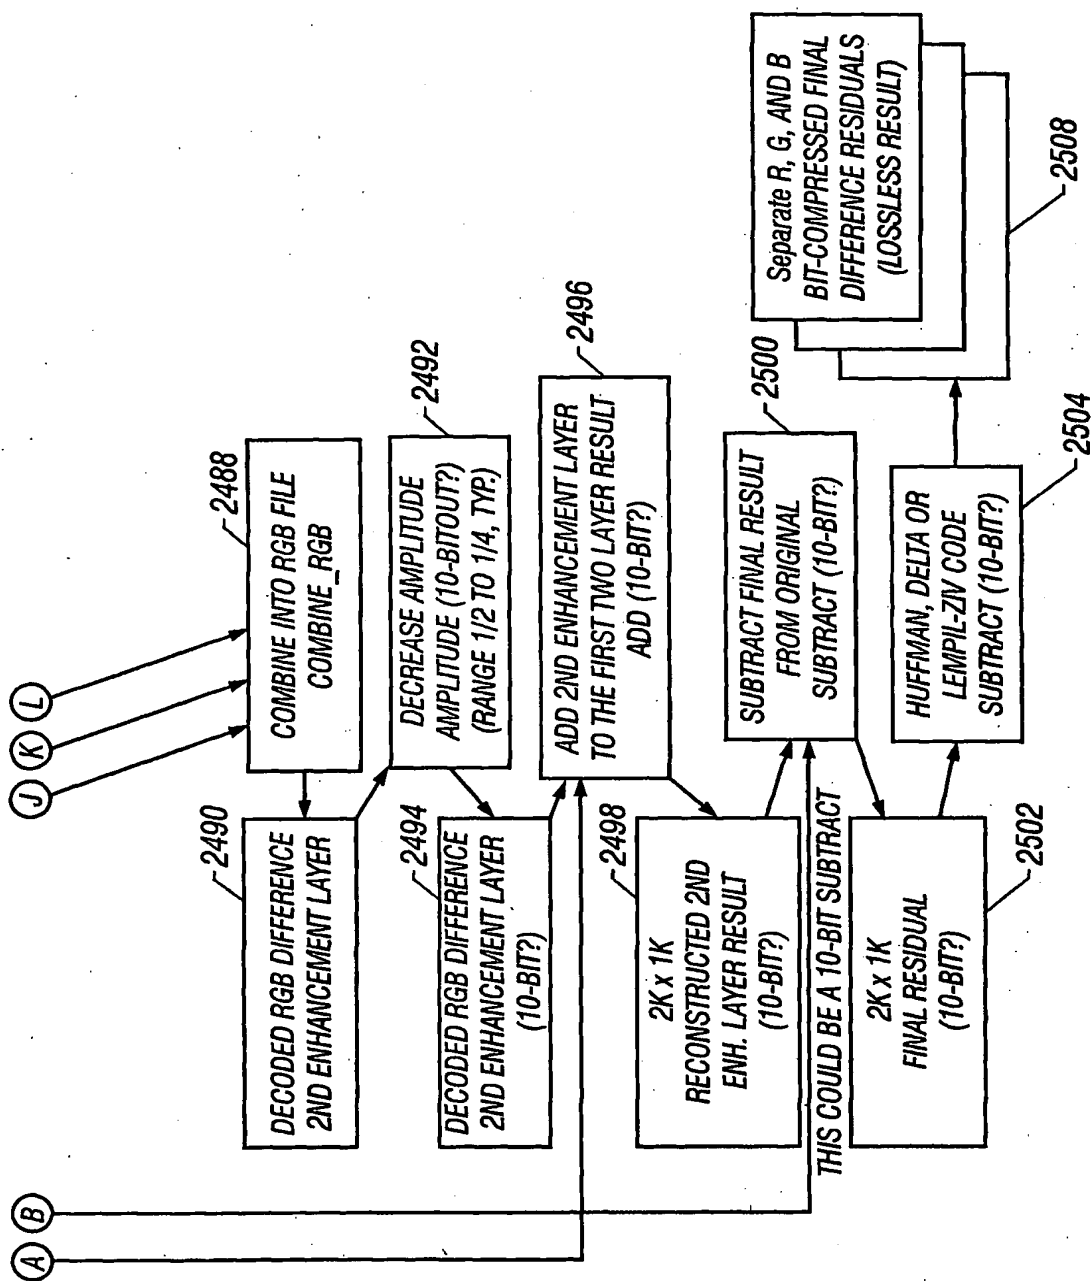 A
B
J
K
L
2488
COMBINE INTO RGB FILE
COMBINE_RGB
2490
DECODED RGB DIFFERENCE
2ND ENHANCEMENT LAYER
2492
DECREASE AMPLITUDE
AMPLITUDE (10-BITOUT?)
(RANGE 1/2 TO 1/4, TYP.)
2494
DECODED RGB DIFFERENCE
2ND ENHANCEMENT LAYER
(10-BIT?)
2496
ADD 2ND ENHANCEMENT LAYER
TO THE FIRST TWO LAYER RESULT
ADD (10-BIT?)
2498
2K x 1K
RECONSTRUCTED 2ND
ENH. LAYER RESULT
(10-BIT?)
2500
SUBTRACT FINAL RESULT
FROM ORIGINAL
SUBTRACT (10-BIT?)
THIS COULD BE A 10-BIT SUBTRACT
2K x 1K
FINAL RESIDUAL
(10-BIT?)
2502
HUFFMAN, DELTA OR
LEMPIL-ZIV CODE
SUBTRACT (10-BIT?)
2504
Separate R, G, AND B
BIT-COMPRESSED FINAL
DIFFERENCE RESIDUALS
(LOSSLESS RESULT)
2508